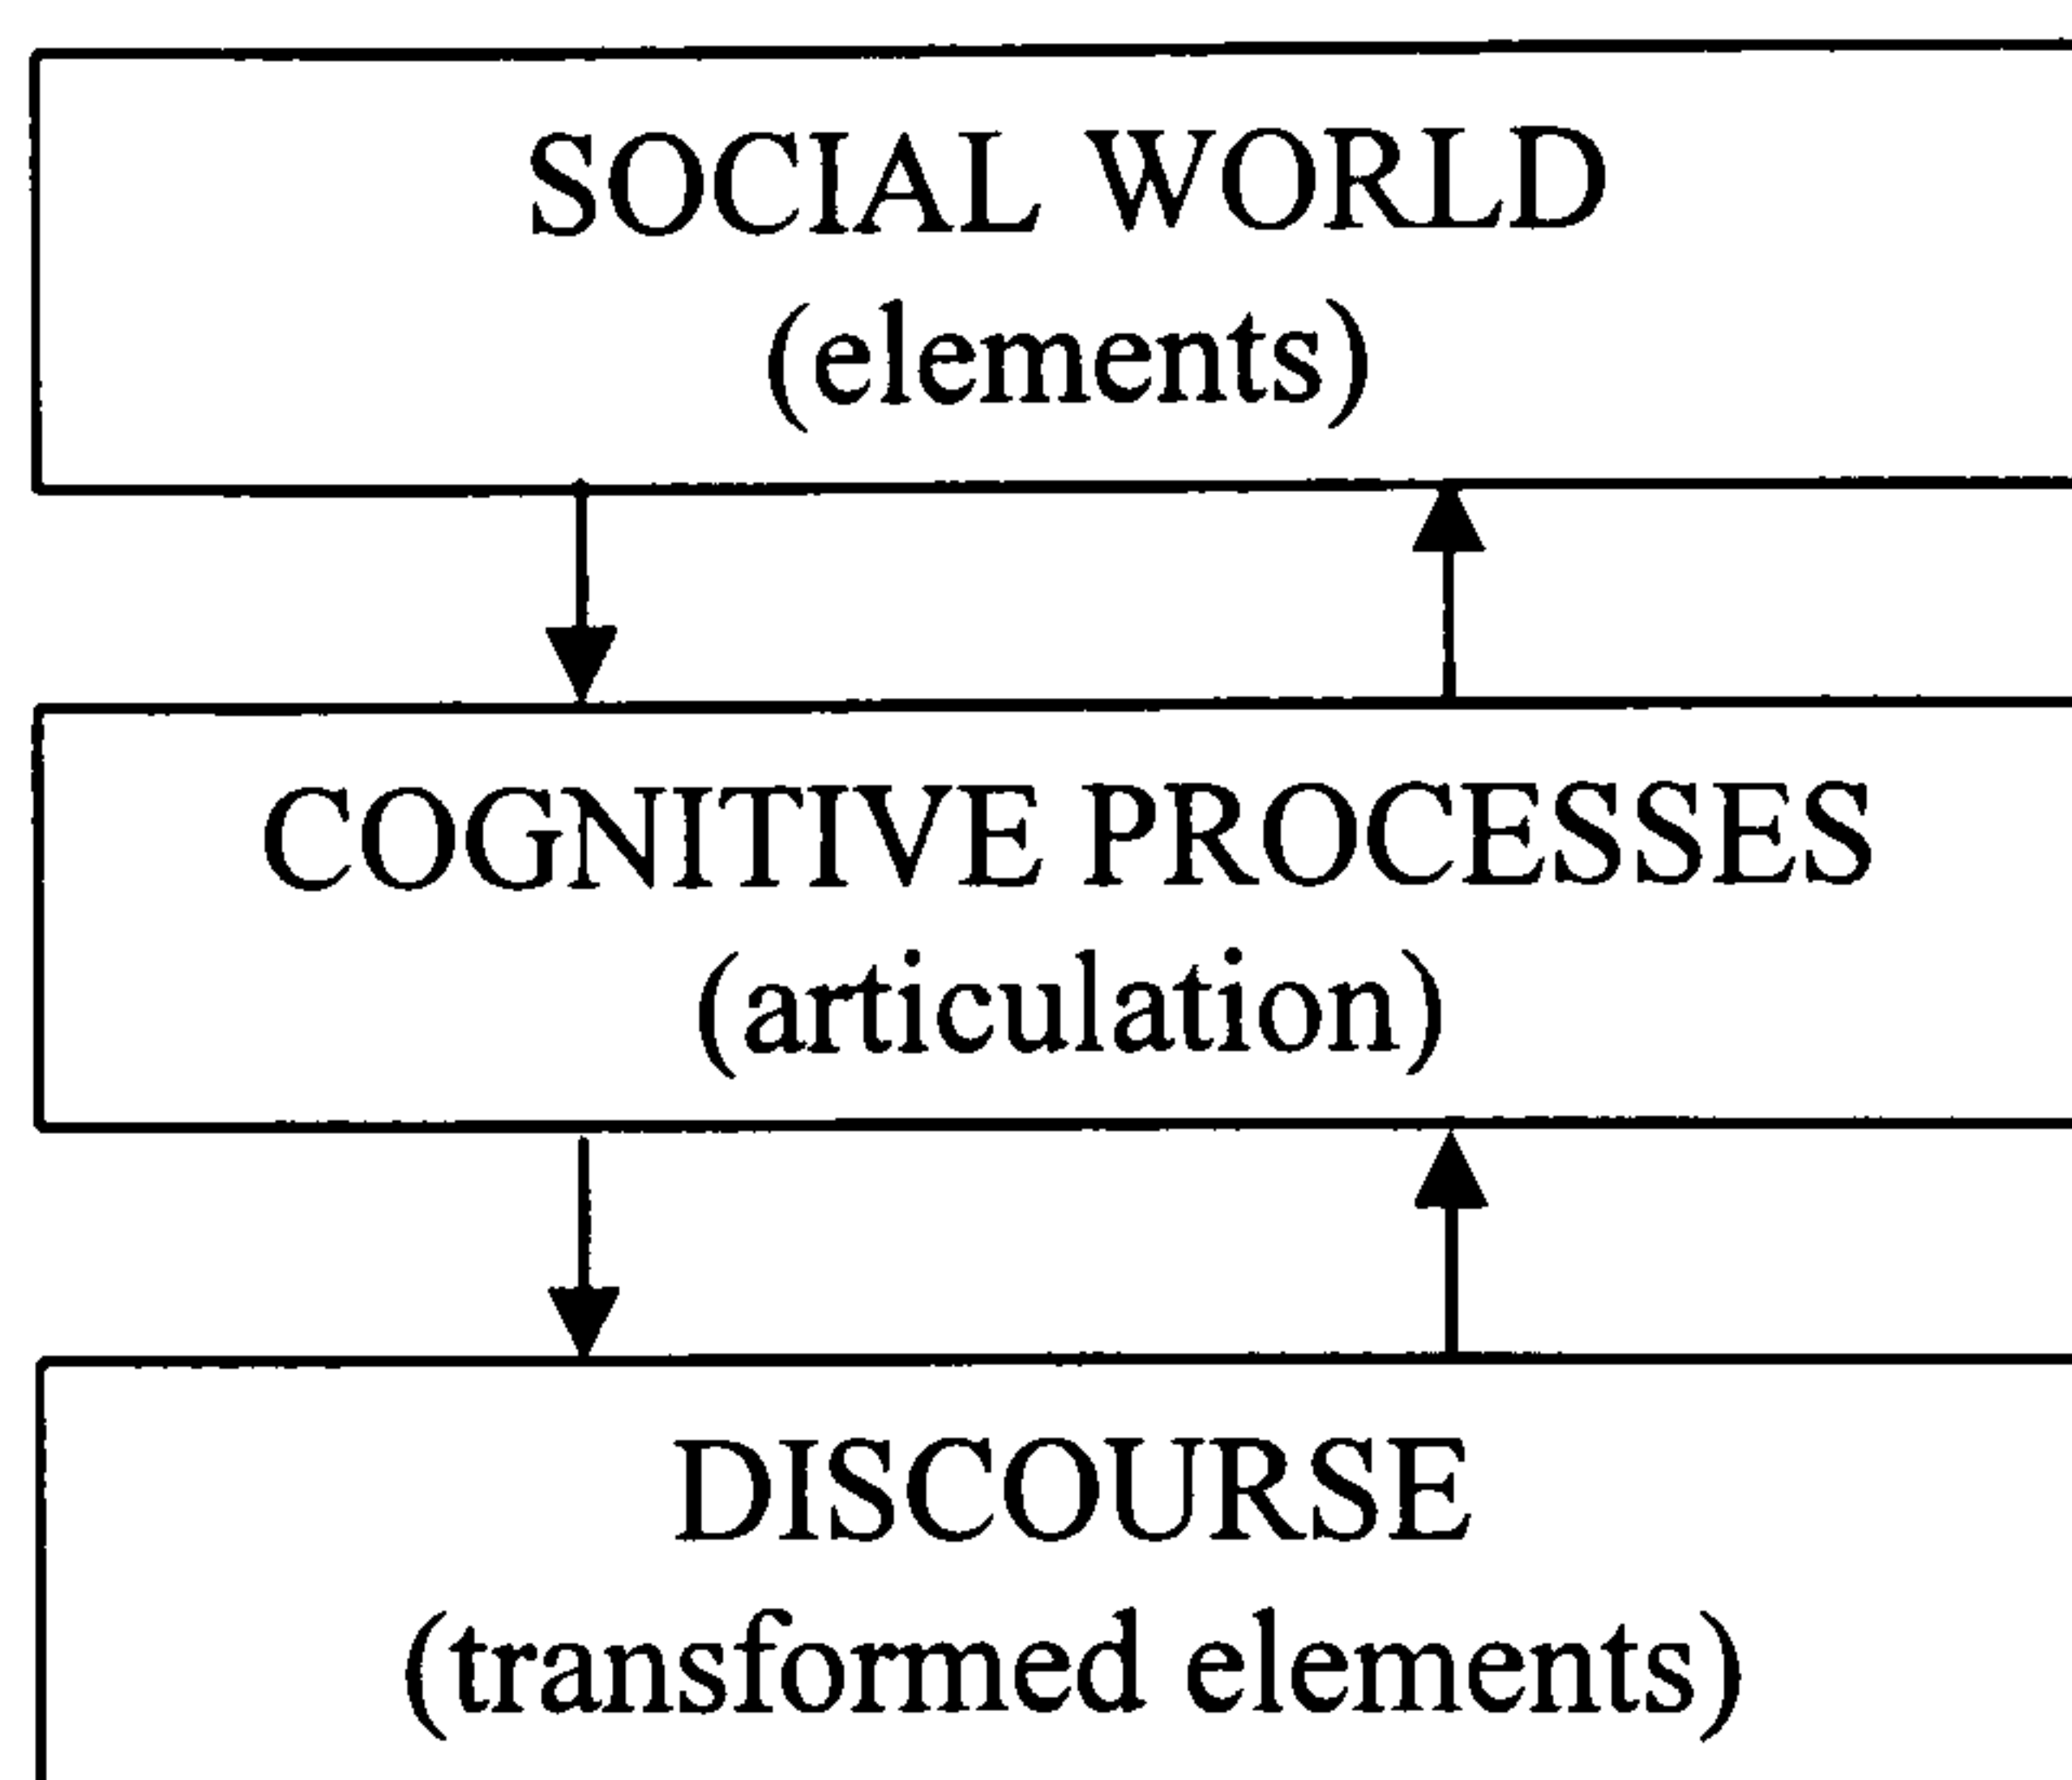 SOCIAL WORLD
(elements)
COGNITIVE PROCESSES
(articulation)
DISCOURSE
(transformed elements)